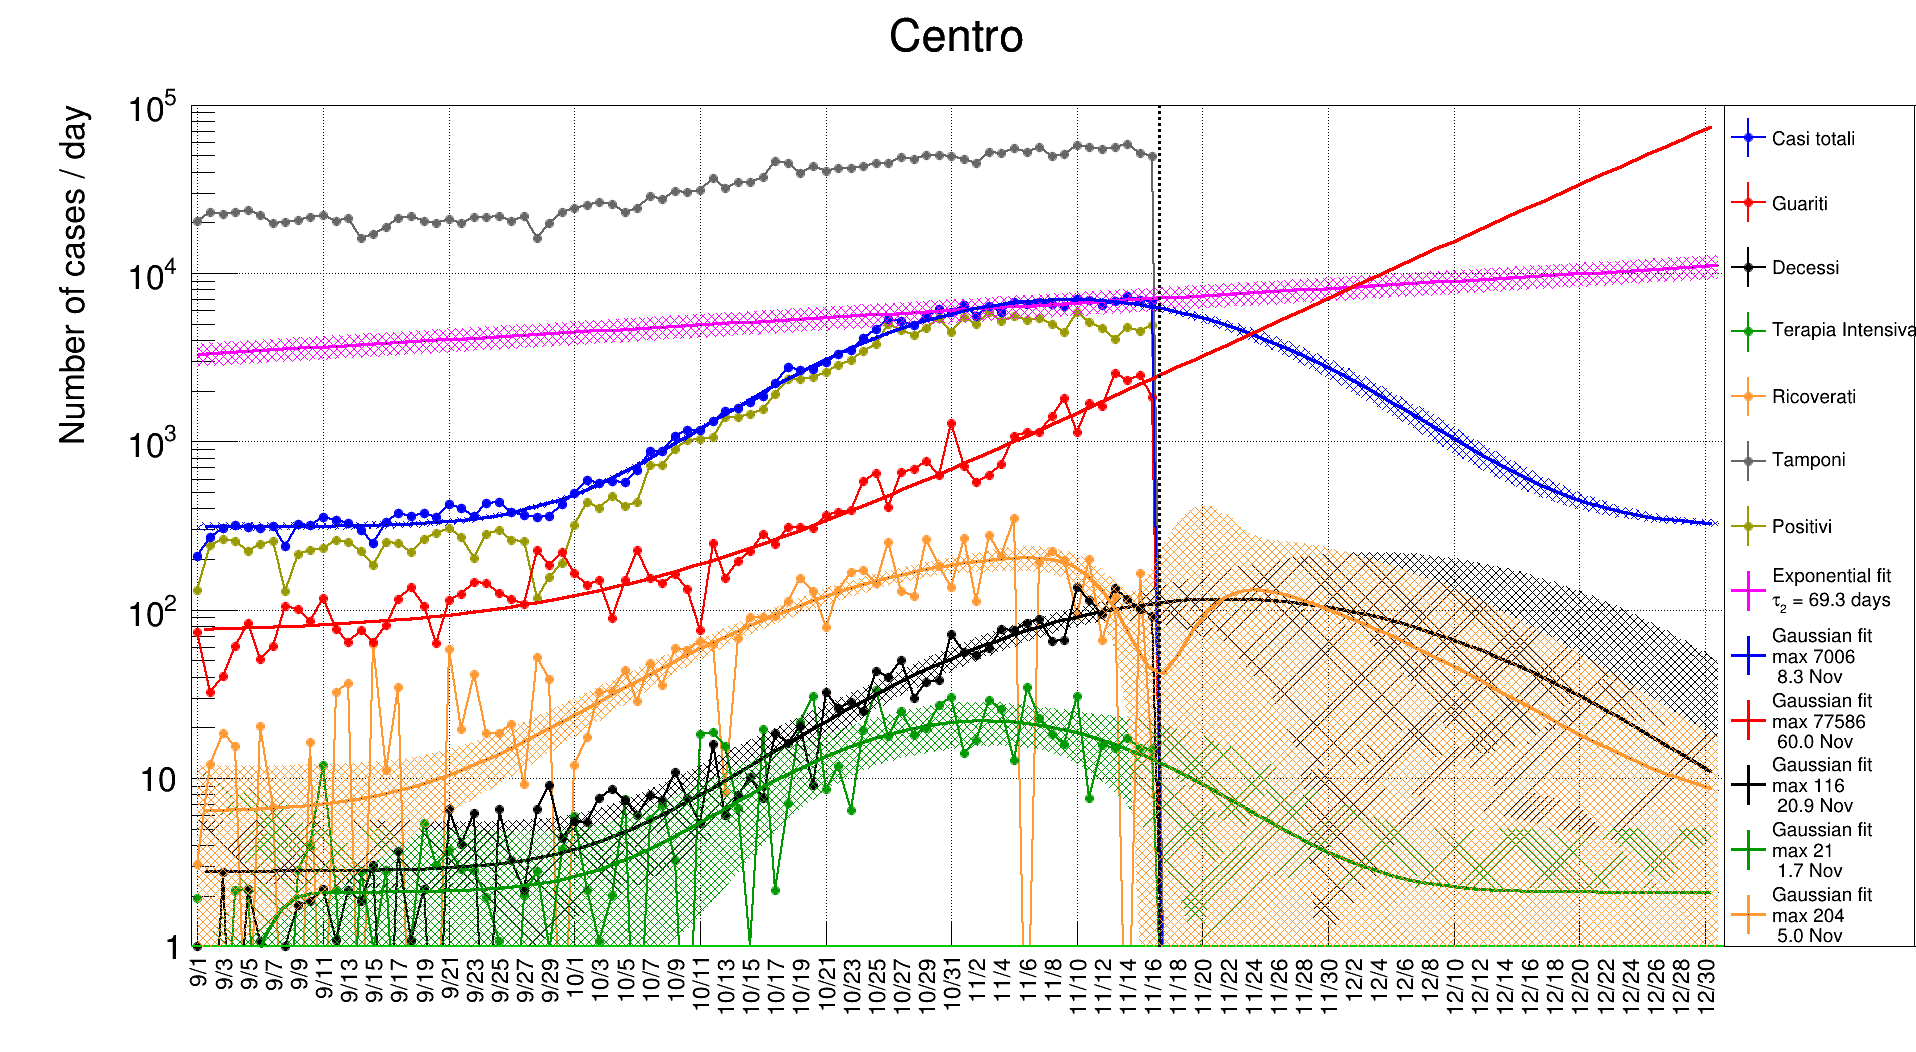 Centro
Number of cases / day
10^5
10^4
10^3
10^2
10
1
9/1
9/3
9/5
9/7
9/9
9/11
9/13
9/15
9/17
9/19
9/21
9/23
9/25
9/27
9/29
10/1
10/3
10/5
10/7
10/9
10/11
10/13
10/15
10/17
10/19
10/21
10/23
10/25
10/27
10/29
10/31
11/2
11/4
11/6
11/8
11/10
11/12
11/14
11/16
11/18
11/20
11/22
11/24
11/26
11/28
11/30
12/2
12/4
12/6
12/8
12/10
12/12
12/14
12/16
12/18
12/20
12/22
12/24
12/26
12/28
12/30
Casi totali
Guariti
Decessi
Terapia Intensiva
Ricoverati
Tamponi
Positivi
Exponential fit
τ₂ = 69.3 days
Gaussian fit
max 7006
8.3 Nov
Gaussian fit
max 77586
60.0 Nov
Gaussian fit
max 116
20.9 Nov
Gaussian fit
max 21
1.7 Nov
Gaussian fit
max 204
5.0 Nov